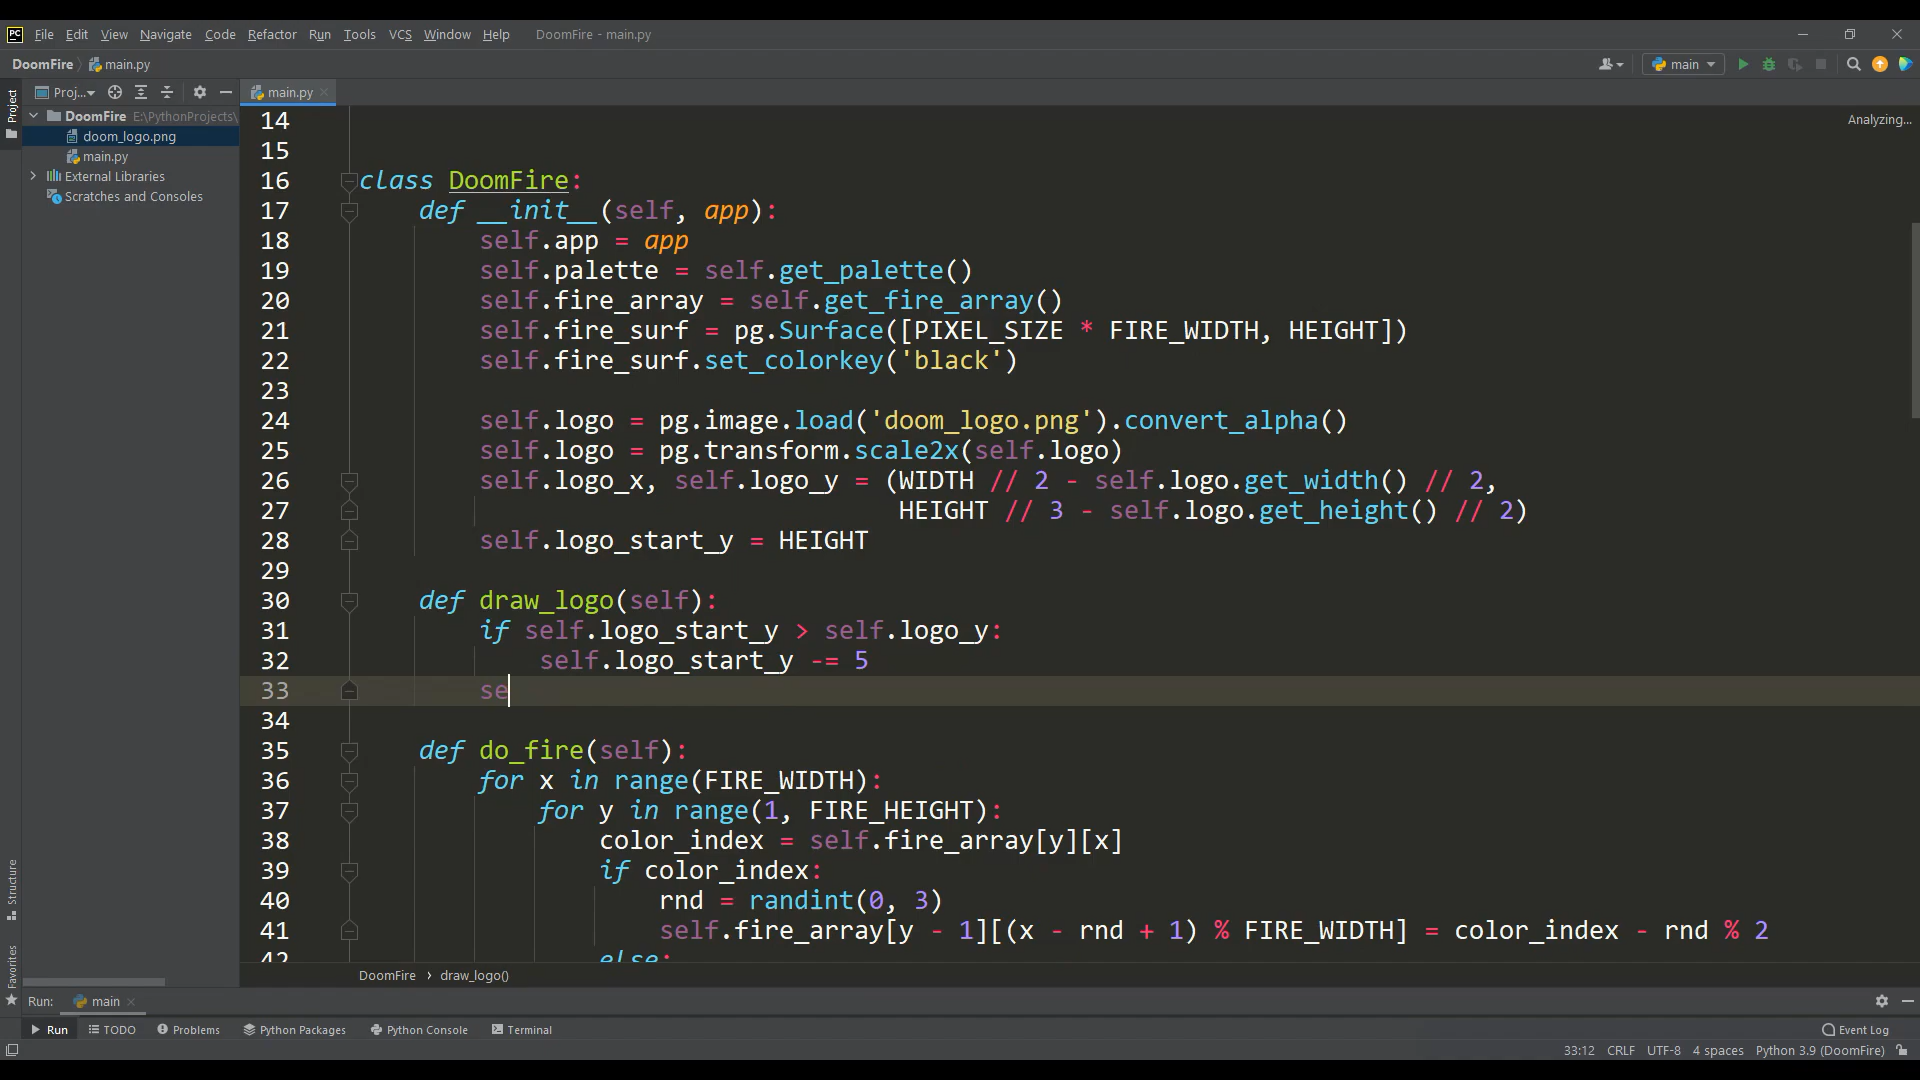 PC File Edit View Navigate Code Refactor Run Tools VCS Window Help DoomFire - main.py
DoomFire main.py main
Project Proj... main.py
DoomFire E:\PythonProjects\
doom_logo.png
main.py
External Libraries
Scratches and Consoles
Analyzing...
14
15
16 class DoomFire:
17 def __init__(self, app):
18 self.app = app
19 self.palette = self.get_palette()
20 self.fire_array = self.get_fire_array()
21 self.fire_surf = pg.Surface([PIXEL_SIZE * FIRE_WIDTH, HEIGHT])
22 self.fire_surf.set_colorkey('black')
23
24 self.logo = pg.image.load('doom_logo.png').convert_alpha()
25 self.logo = pg.transform.scale2x(self.logo)
26 self.logo_x, self.logo_y = (WIDTH // 2 - self.logo.get_width() // 2,
27 HEIGHT // 3 - self.logo.get_height() // 2)
28 self.logo_start_y = HEIGHT
29
30 def draw_logo(self):
31 if self.logo_start_y > self.logo_y:
32 self.logo_start_y -= 5
33 se
34
35 def do_fire(self):
36 for x in range(FIRE_WIDTH):
37 for y in range(1, FIRE_HEIGHT):
38 color_index = self.fire_array[y][x]
39 if color_index:
40 rnd = randint(0, 3)
41 self.fire_array[y - 1][(x - rnd + 1) % FIRE_WIDTH] = color_index - rnd % 2
42 else:
Structure
Favorites
DoomFire draw_logo()
Run: main
Run TODO Problems Python Packages Python Console Terminal Event Log
33:12 CRLF UTF-8 4 spaces Python 3.9 (DoomFire)